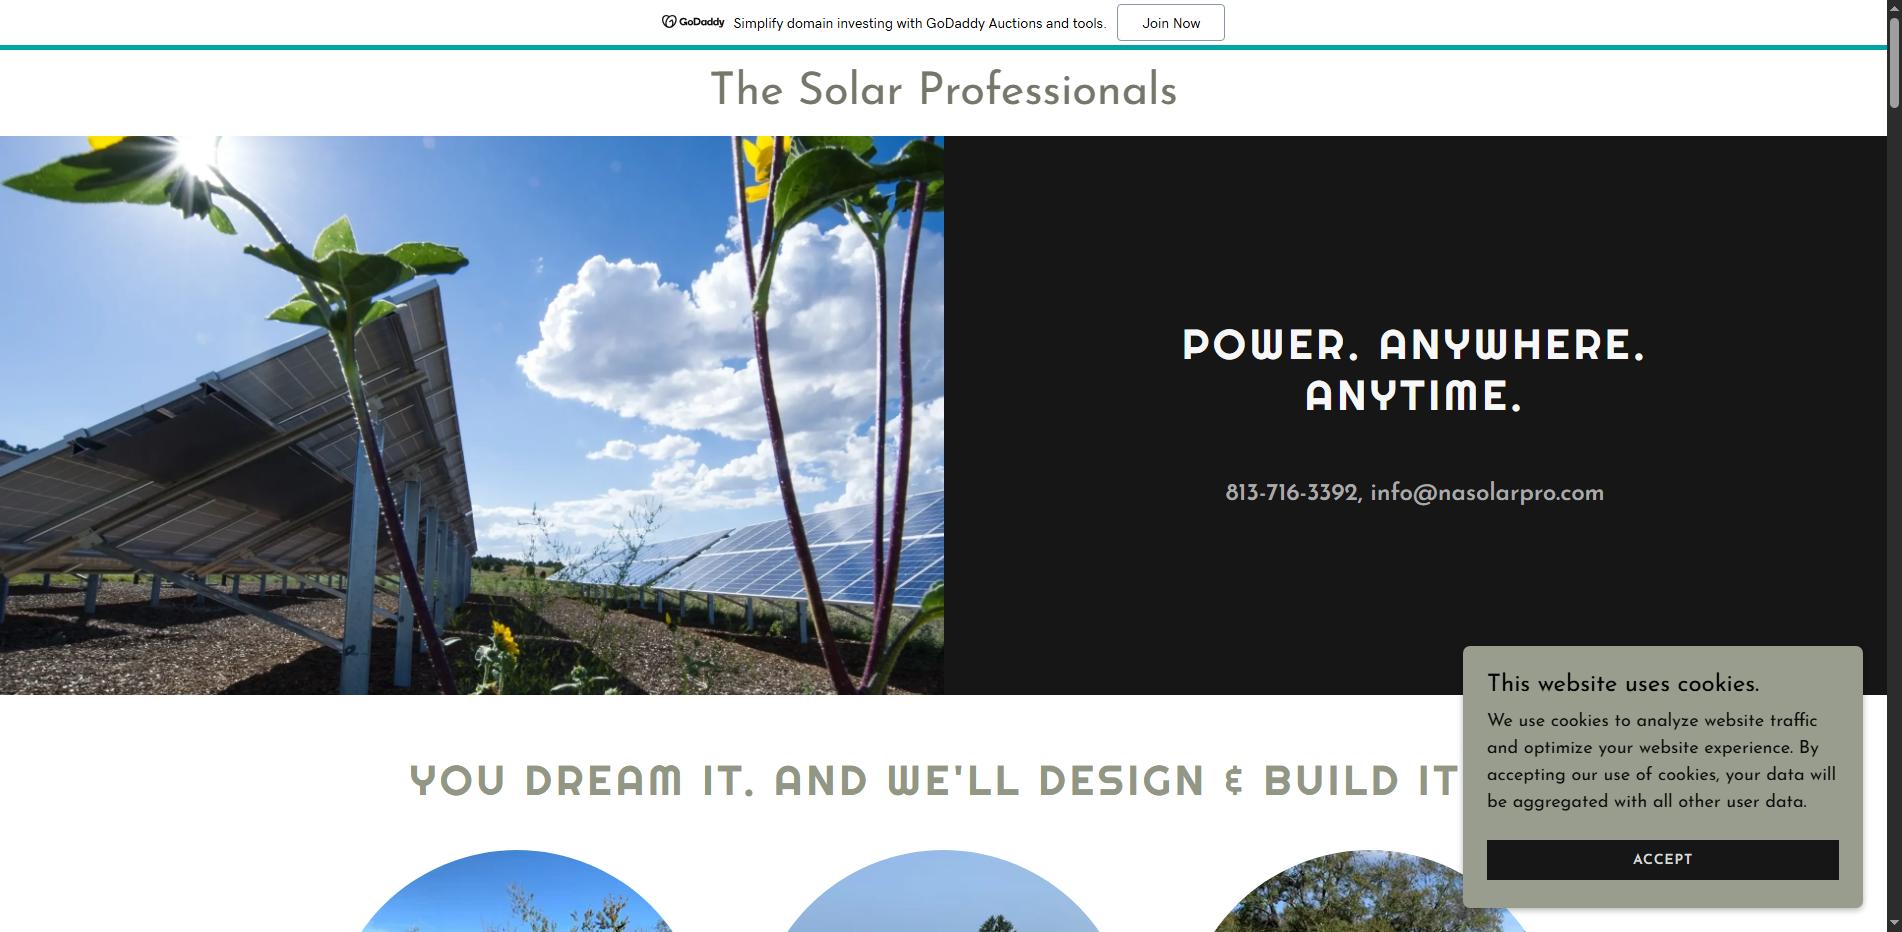 GoDaddy Simplify domain investing with GoDaddy Auctions and tools. Join Now
The Solar Professionals
POWER. ANYWHERE.
ANYTIME.
813-716-3392, info@nasolarpro.com
This website uses cookies.
We use cookies to analyze website traffic
and optimize your website experience. By
accepting our use of cookies, your data will
be aggregated with all other user data.
ACCEPT
YOU DREAM IT. AND WE'LL DESIGN & BUILD IT